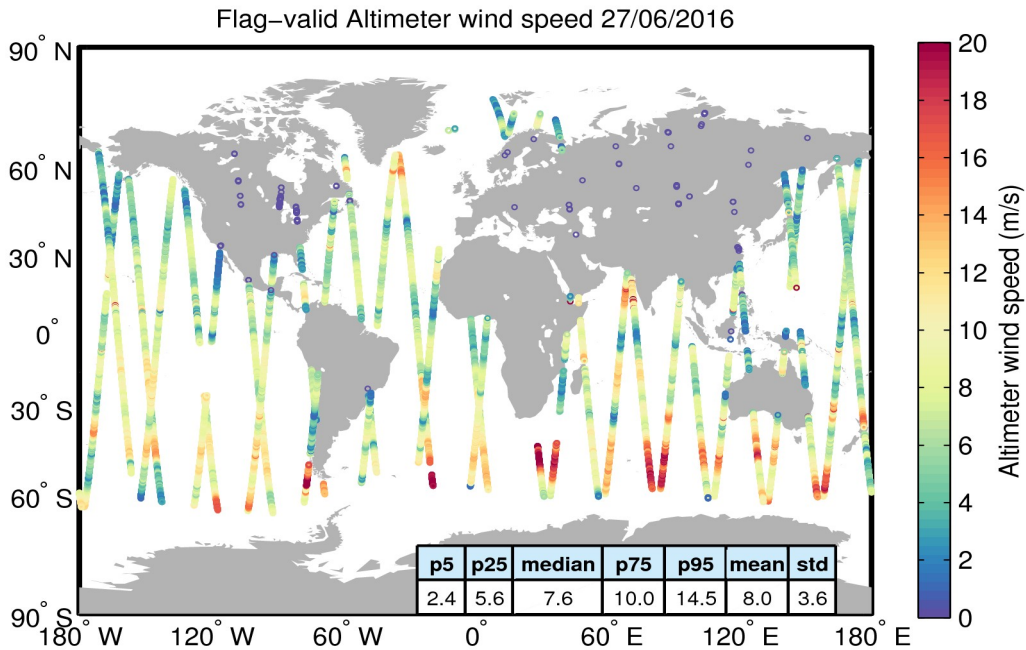 Flag−valid Altimeter wind speed 27/06/2016
90° N
60° N
30° N
0°
30° S
60° S
90° S
180° W
120° W
60° W
0°
60° E
120° E
180° E
p5 p25 median p75 p95 mean std
2.4 5.6 7.6 10.0 14.5 8.0 3.6
20
18
16
14
12
10
8
6
4
2
0
Altimeter wind speed (m/s)